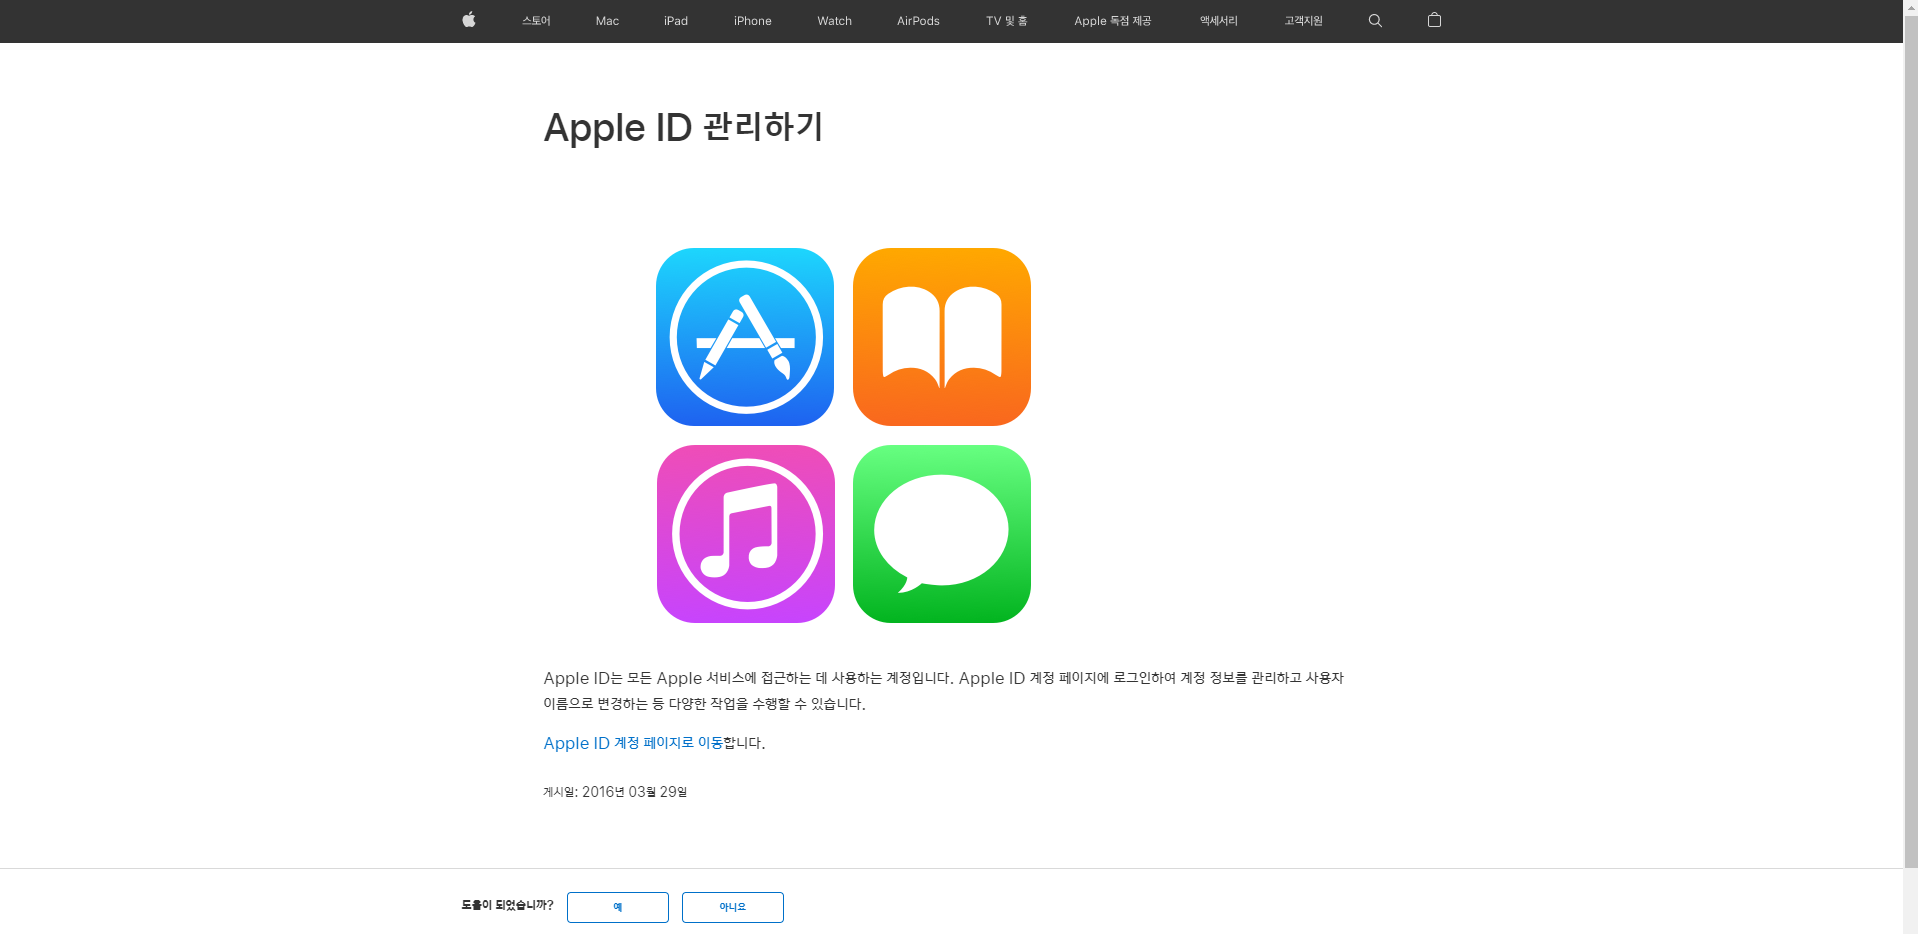 스토어 Mac iPad iPhone Watch AirPods TV 및 홈 Apple 독점 제공 액세서리 고객지원
Apple ID 관리하기
Apple ID는 모든 Apple 서비스에 접근하는 데 사용하는 계정입니다. Apple ID 계정 페이지에 로그인하여 계정 정보를 관리하고 사용자
이름으로 변경하는 등 다양한 작업을 수행할 수 있습니다.
Apple ID 계정 페이지로 이동합니다.
게시일: 2016년 03월 29일
도움이 되었습니까? 예 아니요